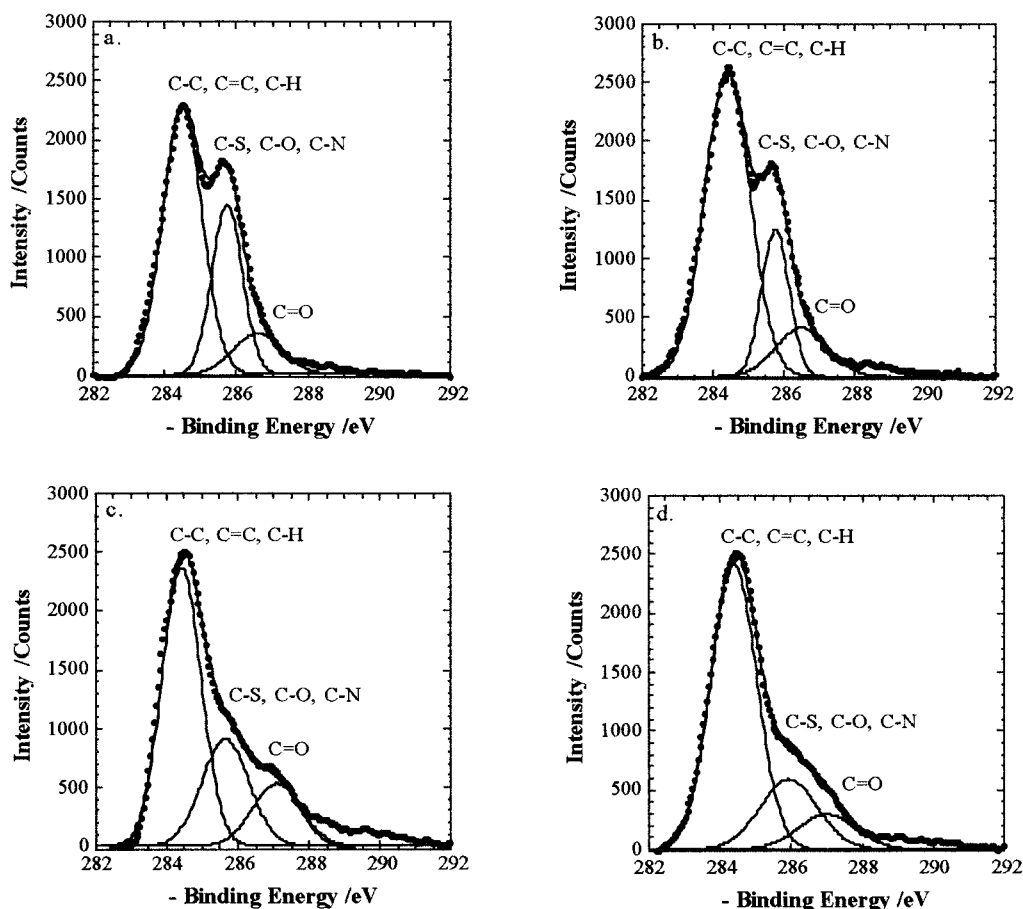 a.
C-C, C=C, C-H
C-S, C-O, C-N
C=O
3000
2500
2000
1500
1000
500
0
Intensity /Counts
282 284 286 288 290 292
- Binding Energy /eV
b.
C-C, C=C, C-H
C-S, C-O, C-N
C=O
3000
2500
2000
1500
1000
500
0
Intensity /Counts
282 284 286 288 290 292
- Binding Energy /eV
c.
C-C, C=C, C-H
C-S, C-O, C-N
C=O
3000
2500
2000
1500
1000
500
0
Intensity /Counts
282 284 286 288 290 292
- Binding Energy /eV
d.
C-C, C=C, C-H
C-S, C-O, C-N
C=O
3000
2500
2000
1500
1000
500
0
Intensity /Counts
282 284 286 288 290 292
- Binding Energy /eV